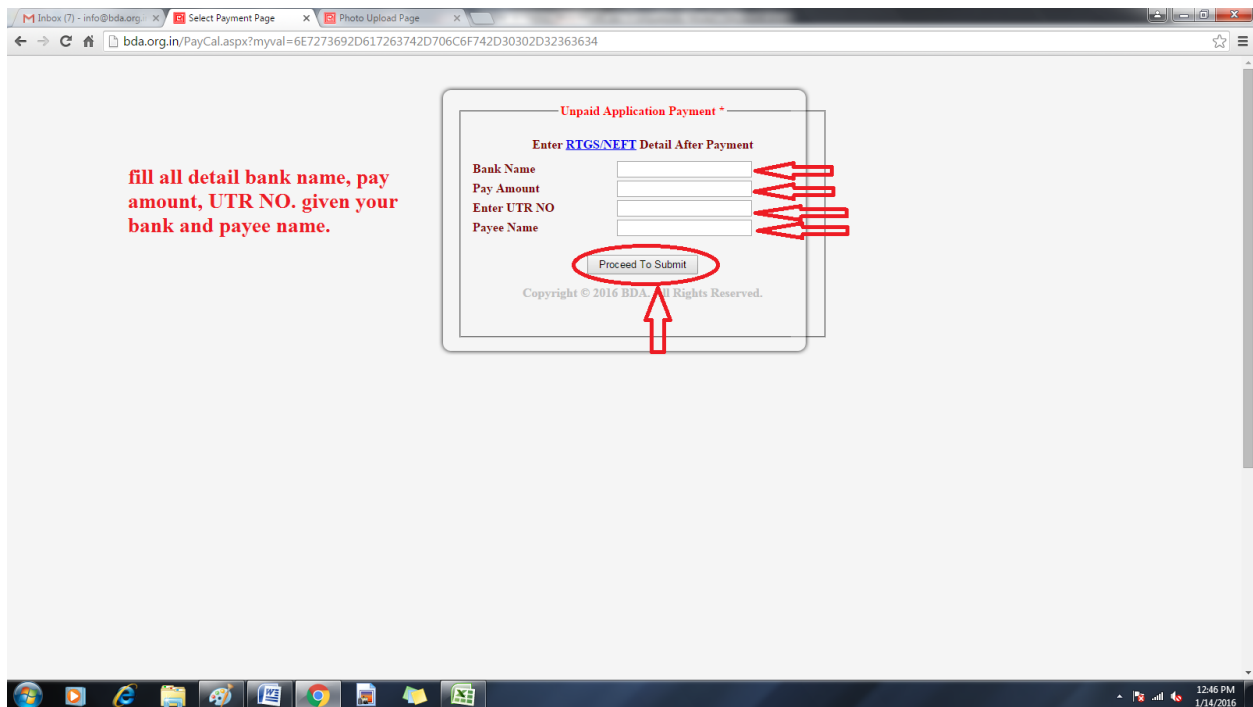 Inbox (7) - info@bda.org.
Select Payment Page
Photo Upload Page
bda.org.in/PayCal.aspx?myval=6E7273692D617263742D706C6F742D30302D32363634
Unpaid Application Payment *
Enter RTGS/NEFT Detail After Payment
Bank Name
Pay Amount
Enter UTR NO
Payee Name
Proceed To Submit
Copyright © 2016 BDA. All Rights Reserved.
fill all detail bank name, pay
amount, UTR NO. given your
bank and payee name.
12:46 PM
1/14/2016